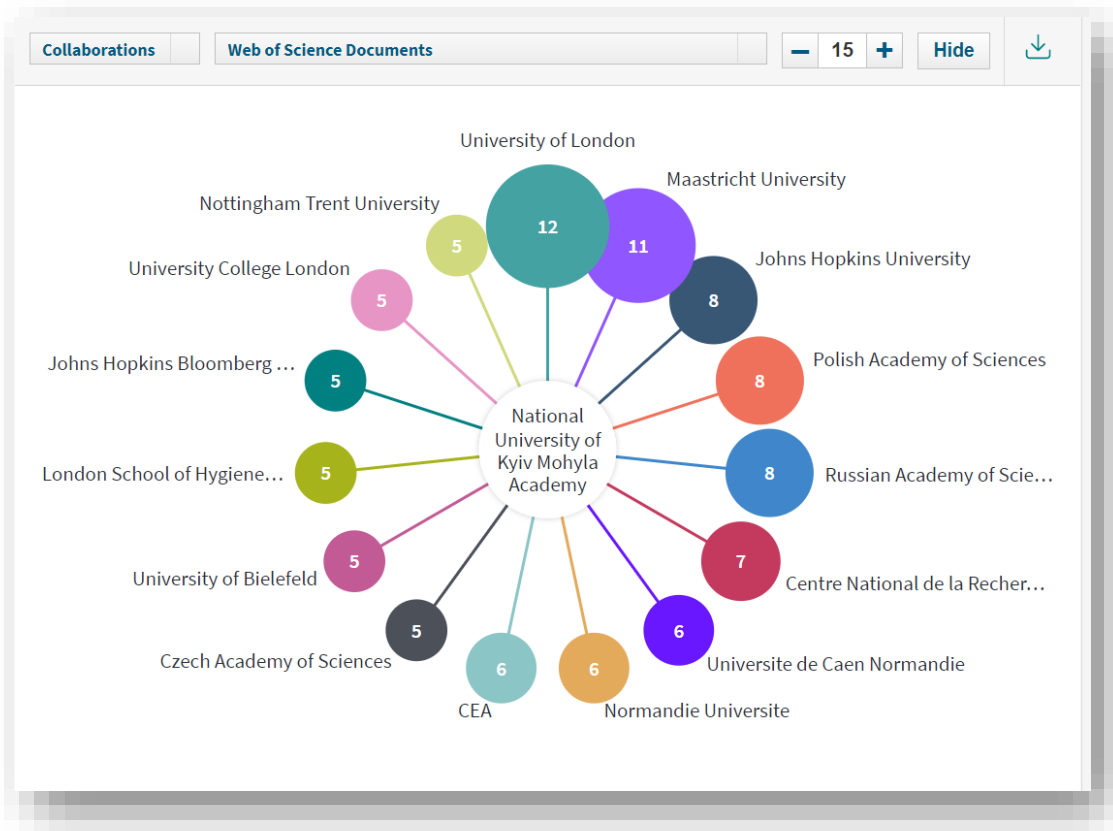 Collaborations
Web of Science Documents
– 15 +
Hide
University of London
12
Maastricht University
11
Johns Hopkins University
8
Polish Academy of Sciences
8
Russian Academy of Scie...
8
Centre National de la Recher...
7
Universite de Caen Normandie
6
Normandie Universite
6
CEA
6
Czech Academy of Sciences
5
University of Bielefeld
5
London School of Hygiene...
5
Johns Hopkins Bloomberg ...
5
University College London
5
Nottingham Trent University
5
National
University of
Kyiv Mohyla
Academy